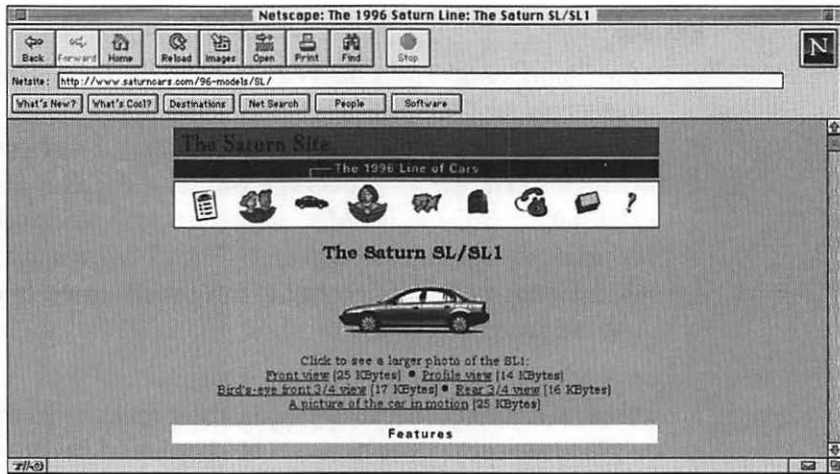 Netscape: The 1996 Saturn Line: The Saturn SL/SL1
Back Forward Home Reload Images Open Print Find Stop
N
Netsite: http://www.saturncars.com/96-models/SL/
What's New? What's Cool? Destinations Net Search People Software
The Saturn Site
The 1996 Line of Cars
?
The Saturn SL/SL1
Click to see a larger photo of the SL1:
Front view [25 KBytes] • Profile view [14 KBytes]
Bird's-eye front 3/4 view [17 KBytes] • Rear 3/4 view [16 KBytes]
A picture of the car in motion [25 KBytes]
Features